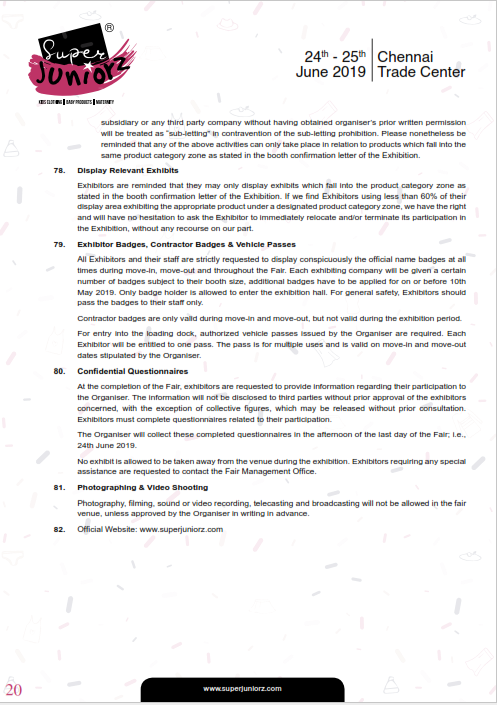 Super
Juniorz
®
KIDS CLOTHING | BABY PRODUCTS | MATERNITY
24th - 25th
June 2019
Chennai
Trade Center
subsidiary or any third party company without having obtained organiser's prior written permission
will be treated as "sub-letting" in contravention of the sub-letting prohibition. Please nonetheless be
reminded that any of the above activities can only take place in relation to products which fall into the
same product category zone as stated in the booth confirmation letter of the Exhibition.
78. Display Relevant Exhibits
Exhibitors are reminded that they may only display exhibits which fall into the product category zone as
stated in the booth confirmation letter of the Exhibition. If we find Exhibitors using less than 60% of their
display area exhibiting the appropriate product under a designated product category zone, we have the right
and will have no hesitation to ask the Exhibitor to immediately relocate and/or terminate its participation in
the Exhibition, without any recourse on our part.
79. Exhibitor Badges, Contractor Badges & Vehicle Passes
All Exhibitors and their staff are strictly requested to display conspicuously the official name badges at all
times during move-in, move-out and throughout the Fair. Each exhibiting company will be given a certain
number of badges subject to their booth size, additional badges have to be applied for on or before 10th
May 2019. Only badge holder is allowed to enter the exhibition hall. For general safety, Exhibitors should
pass the badges to their staff only.
Contractor badges are only valid during move-in and move-out, but not valid during the exhibition period.
For entry into the loading dock, authorized vehicle passes issued by the Organiser are required. Each
Exhibitor will be entitled to one pass. The pass is for multiple uses and is valid on move-in and move-out
dates stipulated by the Organiser.
80. Confidential Questionnaires
At the completion of the Fair, exhibitors are requested to provide information regarding their participation to
the Organiser. The information will not be disclosed to third parties without prior approval of the exhibitors
concerned, with the exception of collective figures, which may be released without prior consultation.
Exhibitors must complete questionnaires related to their participation.
The Organiser will collect these completed questionnaires in the afternoon of the last day of the Fair; i.e.,
24th June 2019.
No exhibit is allowed to be taken away from the venue during the exhibition. Exhibitors requiring any special
assistance are requested to contact the Fair Management Office.
81. Photographing & Video Shooting
Photography, filming, sound or video recording, telecasting and broadcasting will not be allowed in the fair
venue, unless approved by the Organiser in writing in advance.
82. Official Website: www.superjuniorz.com
20
www.superjuniorz.com